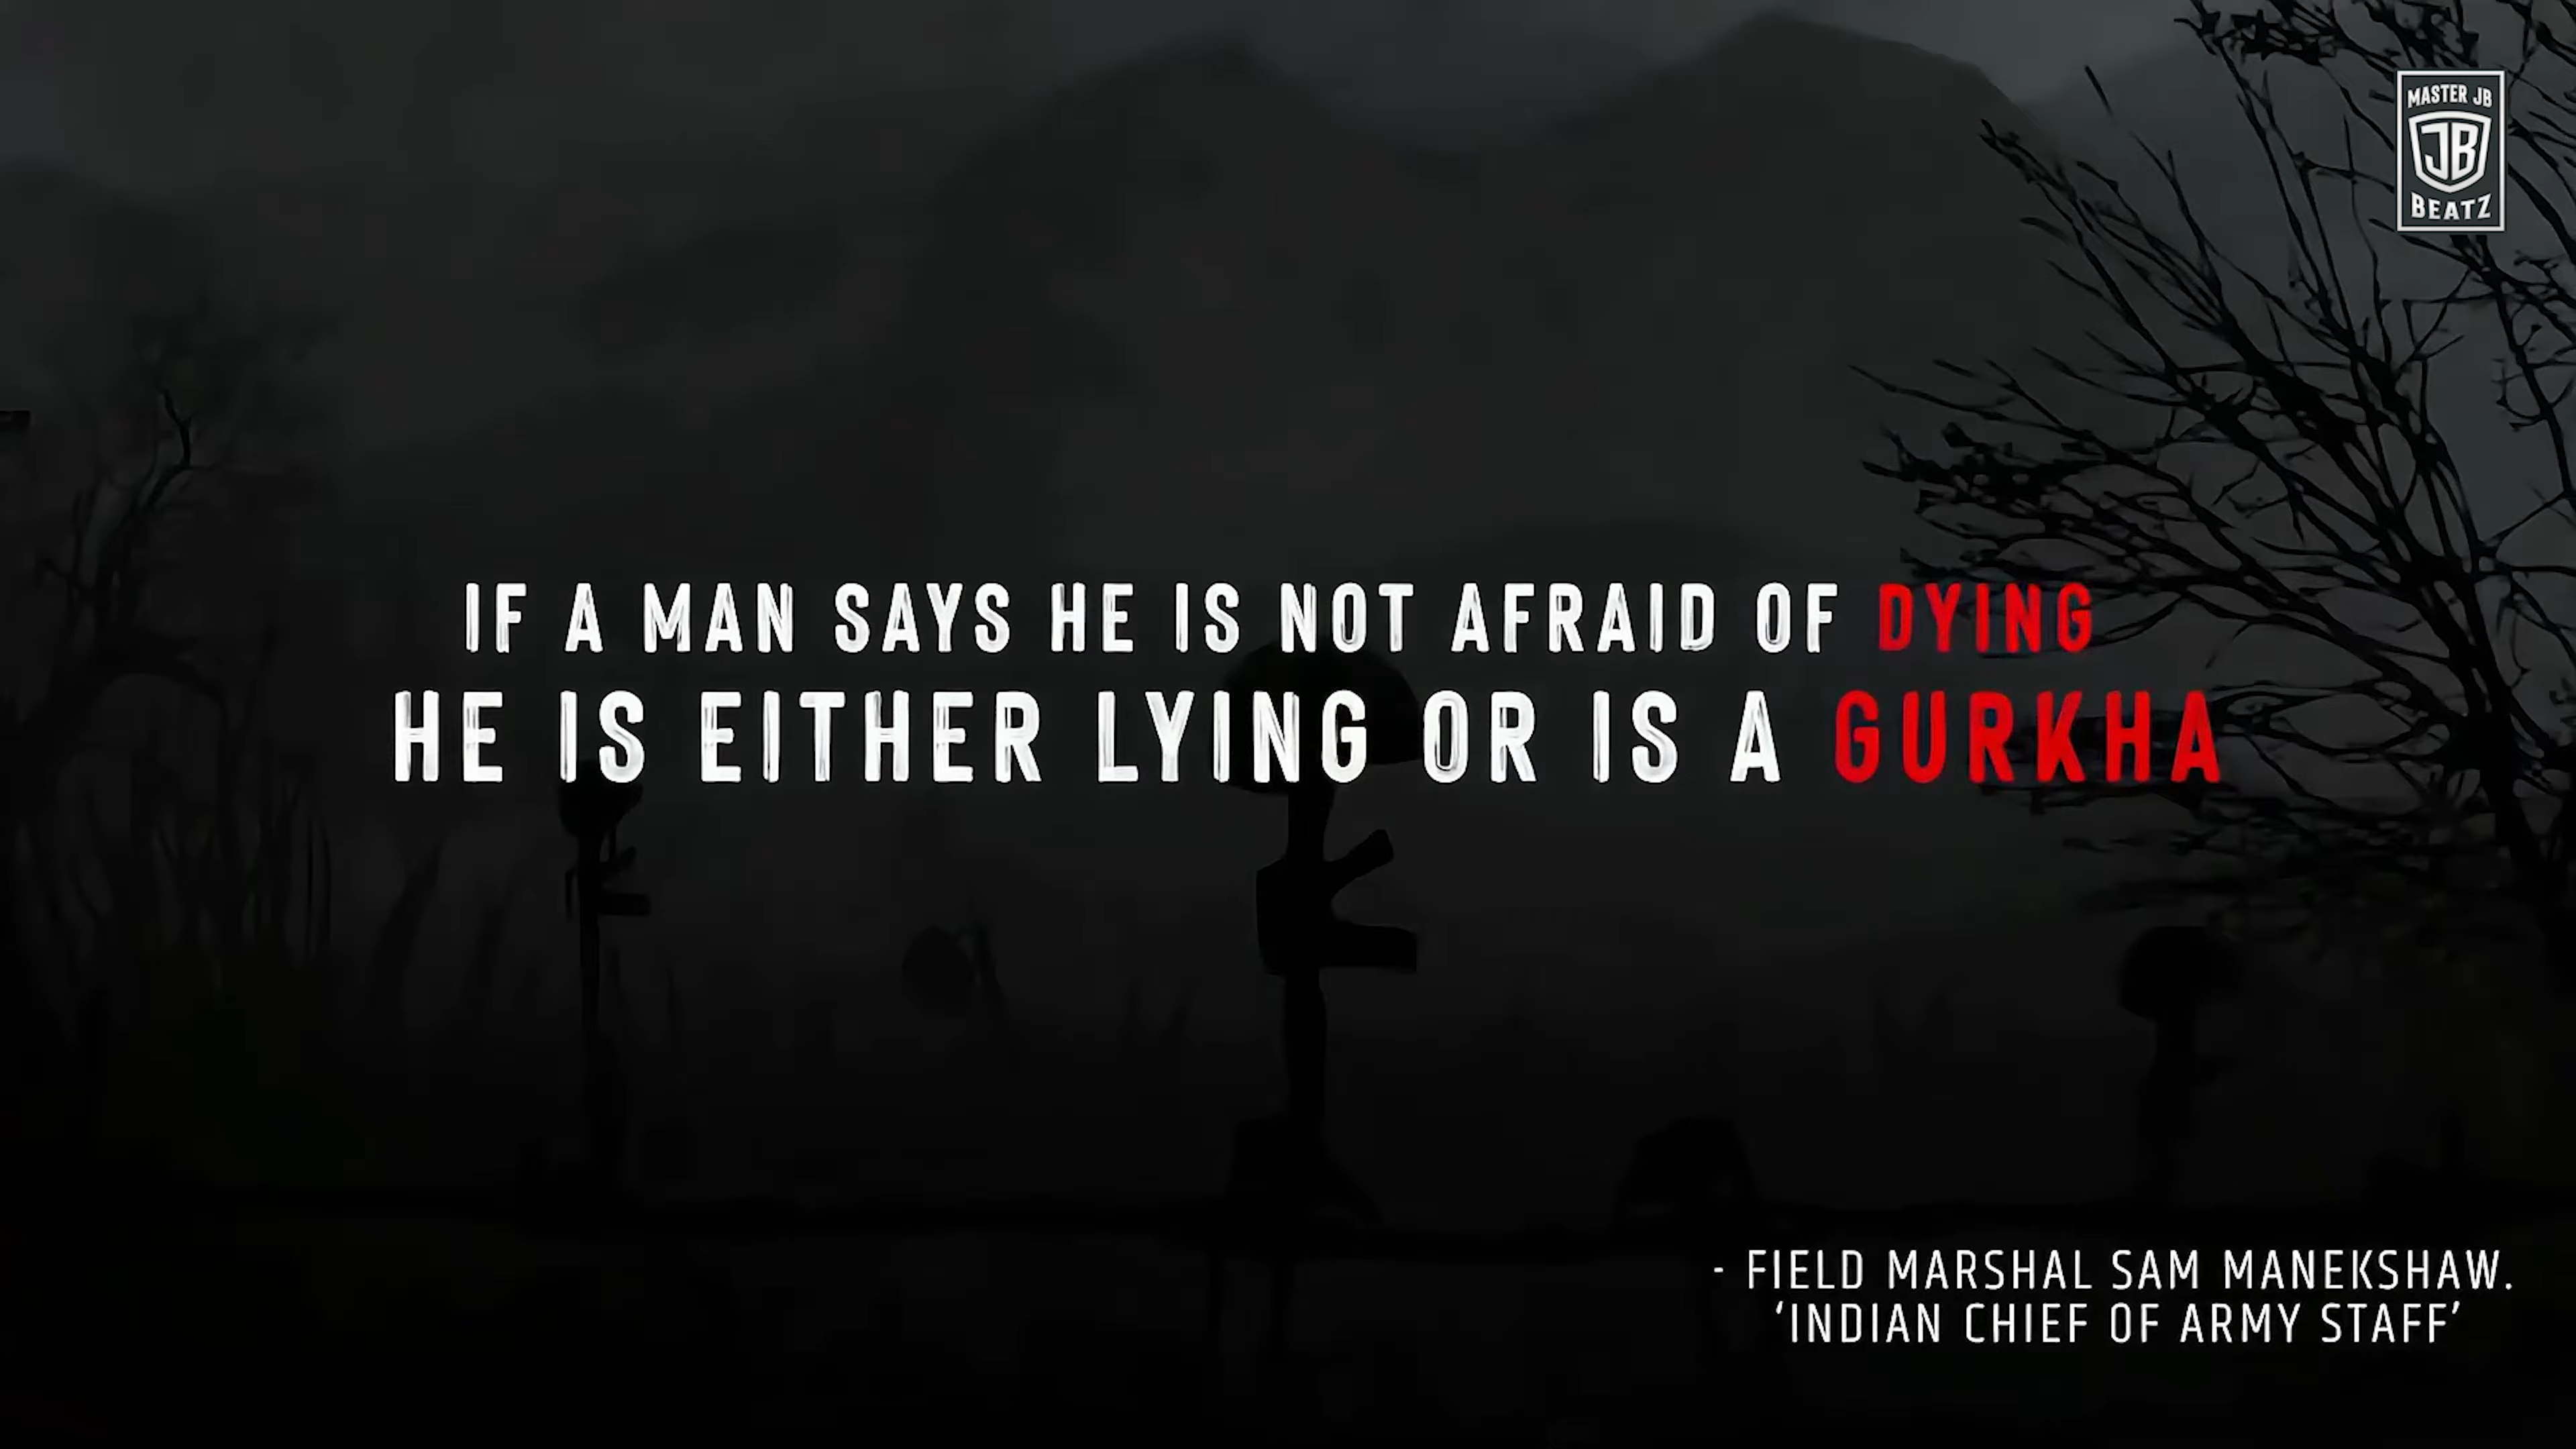 MASTER JB
JB
BEATZ
IF A MAN SAYS HE IS NOT AFRAID OF DYING
HE IS EITHER LYING OR IS A GURKHA
- FIELD MARSHAL SAM MANEKSHAW.
‘INDIAN CHIEF OF ARMY STAFF’